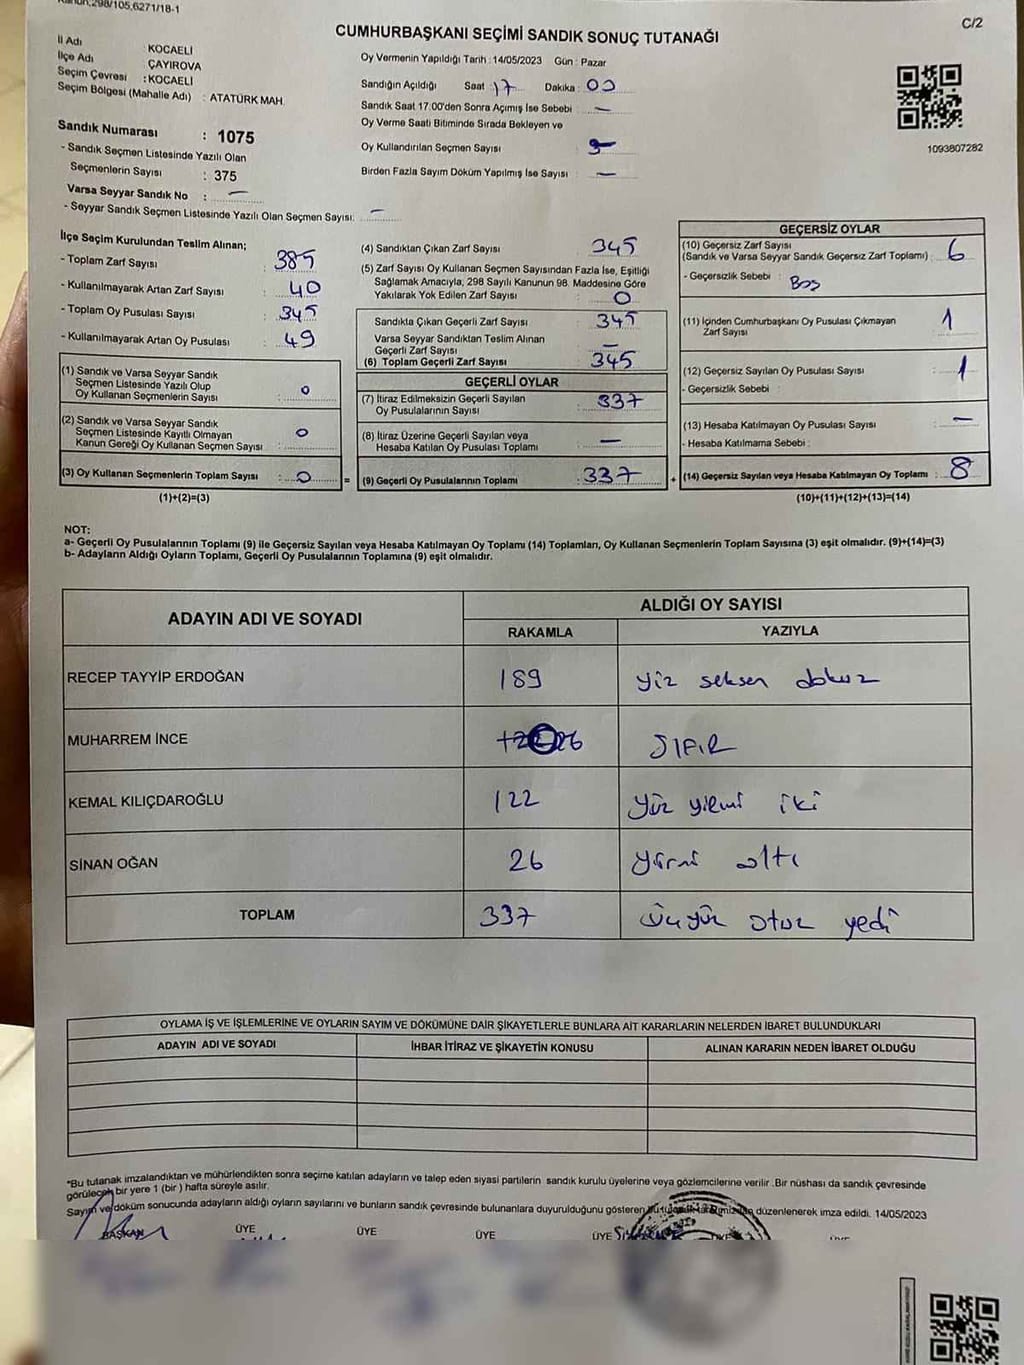 Kanun,298/105,6271/18-1
C/2
CUMHURBAŞKANI SEÇİMİ SANDIK SONUÇ TUTANAĞI
İl Adı : KOCAELİ
İlçe Adı : ÇAYIROVA
Seçim Çevresi : KOCAELİ
Seçim Bölgesi (Mahalle Adı) : ATATÜRK MAH.
Sandık Numarası : 1075
- Sandık Seçmen Listesinde Yazılı Olan
Seçmenlerin Sayısı : 375
Varsa Seyyar Sandık No : —
- Seyyar Sandık Seçmen Listesinde Yazılı Olan Seçmen Sayısı: —
Oy Vermenin Yapıldığı Tarih : 14/05/2023 Gün : Pazar
Sandığın Açıldığı Saat 17 Dakika : 00
Sandık Saat 17:00'den Sonra Açılmış İse Sebebi : —
Oy Verme Saati Bitiminde Sırada Bekleyen ve
Oy Kullandırılan Seçmen Sayısı :
Birden Fazla Sayım Döküm Yapılmış İse Sayısı : —
1093807282
İlçe Seçim Kurulundan Teslim Alınan;
- Toplam Zarf Sayısı : 385
- Kullanılmayarak Artan Zarf Sayısı : 40
- Toplam Oy Pusulası Sayısı : 345
- Kullanılmayarak Artan Oy Pusulası : 49
(1) Sandık ve Varsa Seyyar Sandık
Seçmen Listesinde Yazılı Olup
Oy Kullanan Seçmenlerin Sayısı : 0
(2) Sandık ve Varsa Seyyar Sandık
Seçmen Listesinde Kayıtlı Olmayan
Kanun Gereği Oy Kullanan Seçmen Sayısı : 0
(3) Oy Kullanan Seçmenlerin Toplam Sayısı : 0
(1)+(2)=(3)
=
(4) Sandıktan Çıkan Zarf Sayısı : 345
(5) Zarf Sayısı Oy Kullanan Seçmen Sayısından Fazla İse, Eşitliği
Sağlamak Amacıyla; 298 Sayılı Kanunun 98. Maddesine Göre
Yakılarak Yok Edilen Zarf Sayısı : 0
Sandıkta Çıkan Geçerli Zarf Sayısı : 345
Varsa Seyyar Sandıktan Teslim Alınan
Geçerli Zarf Sayısı : —
(6) Toplam Geçerli Zarf Sayısı : 345
GEÇERLİ OYLAR
(7) İtiraz Edilmeksizin Geçerli Sayılan
Oy Pusulalarının Sayısı : 337
(8) İtiraz Üzerine Geçerli Sayılan veya
Hesaba Katılan Oy Pusulası Toplamı : —
(9) Geçerli Oy Pusulalarının Toplamı : 337
+
GEÇERSİZ OYLAR
(10) Geçersiz Zarf Sayısı
(Sandık ve Varsa Seyyar Sandık Geçersiz Zarf Toplamı) : 6
- Geçersizlik Sebebi : Boş
(11) İçinden Cumhurbaşkanı Oy Pusulası Çıkmayan
Zarf Sayısı : 1
(12) Geçersiz Sayılan Oy Pusulası Sayısı : 1
- Geçersizlik Sebebi :
(13) Hesaba Katılmayan Oy Pusulası Sayısı : —
- Hesaba Katılmama Sebebi :
(14) Geçersiz Sayılan veya Hesaba Katılmayan Oy Toplamı : 8
(10)+(11)+(12)+(13)=(14)
NOT:
a- Geçerli Oy Pusulalarının Toplamı (9) ile Geçersiz Sayılan veya Hesaba Katılmayan Oy Toplamı (14) Toplamları, Oy Kullanan Seçmenlerin Toplam Sayısına (3) eşit olmalıdır. (9)+(14)=(3)
b- Adayların Aldığı Oyların Toplamı, Geçerli Oy Pusulalarının Toplamına (9) eşit olmalıdır.
ADAYIN ADI VE SOYADI ALDIĞI OY SAYISI
RAKAMLA YAZIYLA
RECEP TAYYİP ERDOĞAN 189 yüz seksen dokuz
MUHARREM İNCE 0 SIFIR
KEMAL KILIÇDAROĞLU 122 yüz yirmi iki
SİNAN OĞAN 26 yirmi altı
TOPLAM 337 üçyüz otuz yedi
OYLAMA İŞ VE İŞLEMLERİNE VE OYLARIN SAYIM VE DÖKÜMÜNE DAİR ŞİKAYETLERLE BUNLARA AİT KARARLARIN NELERDEN İBARET BULUNDUKLARI
ADAYIN ADI VE SOYADI İHBAR İTİRAZ VE ŞİKAYETİN KONUSU ALINAN KARARIN NEDEN İBARET OLDUĞU
*Bu tutanak imzalandıktan ve mühürlendikten sonra seçime katılan adayların ve talep eden siyasi partilerin sandık kurulu üyelerine veya gözlemcilerine verilir. Bir nüshası da sandık çevresinde
görülecek bir yere 1 (bir) hafta süreyle asılır.
Sayım ve döküm sonucunda adayların aldığı oyların sayılarını ve bunların sandık çevresinde bulunanlara duyurulduğunu gösteren düzenlenerek imza edildi. 14/05/2023
BAŞKAN ÜYE ÜYE ÜYE ÜYE